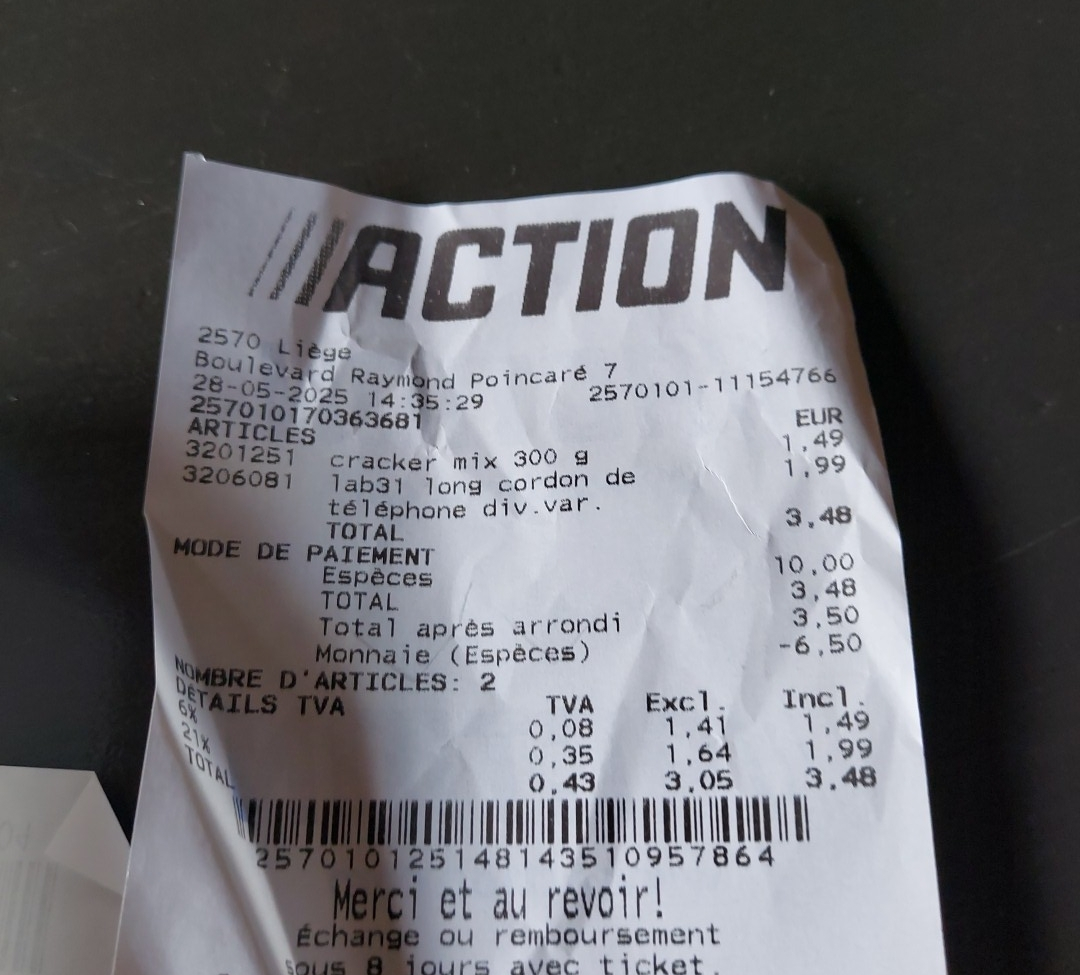 ACTION
2570 Liège
Boulevard Raymond Poincaré 7
28-05-2025 14:35:29 2570101-11154766
257010170363681
ARTICLES EUR
3201251 cracker mix 300 g 1,49
3206081 lab31 long cordon de 1,99
téléphone div.var.
TOTAL 3,48
MODE DE PAIEMENT
Espèces 10,00
TOTAL 3,48
Total après arrondi 3,50
Monnaie (Espèces) -6,50
NOMBRE D'ARTICLES: 2
DÉTAILS TVA TVA Excl. Incl.
6% 0,08 1,41 1,49
21% 0,35 1,64 1,99
TOTAL 0,43 3,05 3,48
257010125148143510957864
Merci et au revoir!
Échange ou remboursement
sous 8 jours avec ticket.